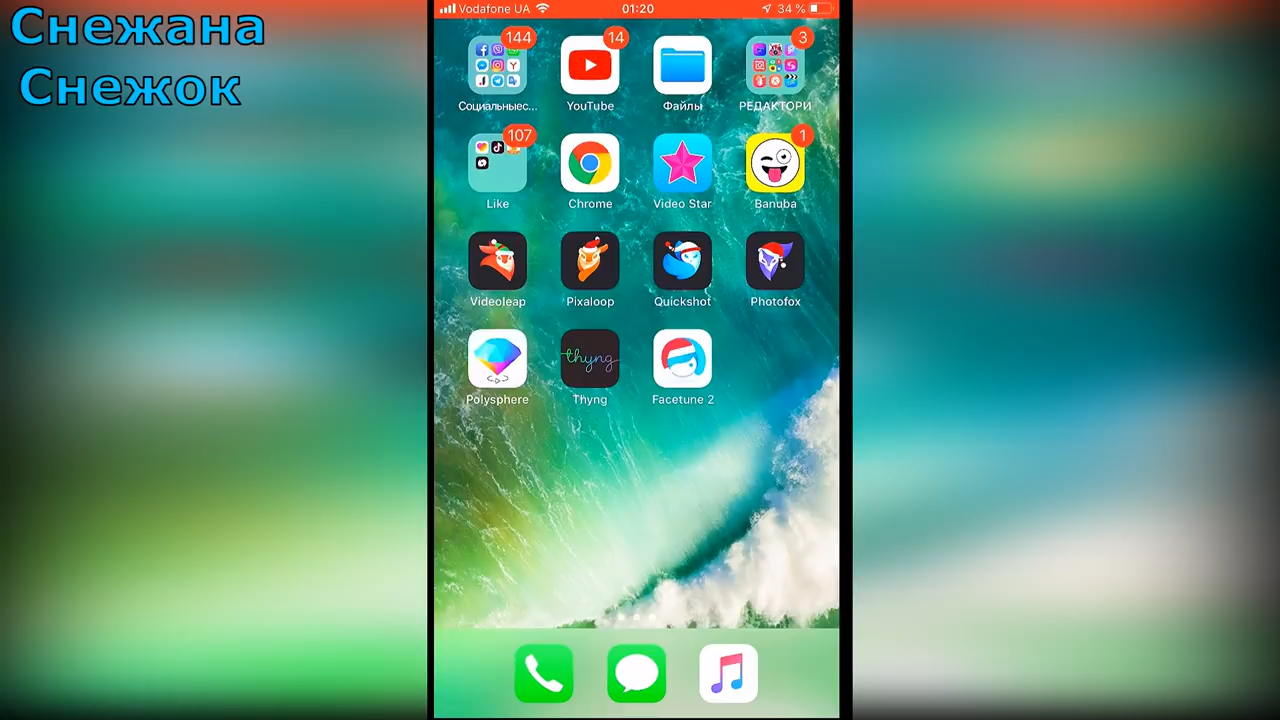 Снежана
Снежок
Vodafone UA 01:20 34 %
144 14 3
Социальныес... YouTube Файлы РЕДАКТОРИ
107 1
Like Chrome Video Star Banuba
Videoleap Pixaloop Quickshot Photofox
thyng
Polysphere Thyng Facetune 2